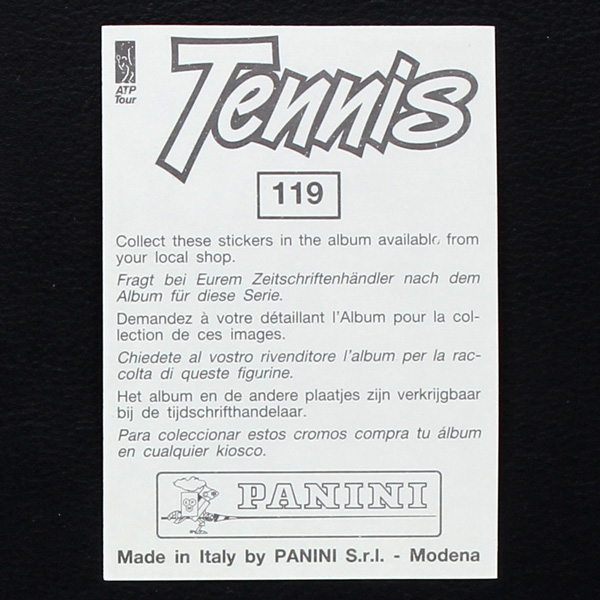 ATP
Tour
Tennis
119
Collect these stickers in the album available from
your local shop.
Fragt bei Eurem Zeitschriftenhändler nach dem
Album für diese Serie.
Demandez à votre détaillant l'Album pour la col-
lection de ces images.
Chiedete al vostro rivenditore l'album per la rac-
colta di queste figurine.
Het album en de andere plaatjes zijn verkrijgbaar
bij de tijdschrifthandelaar.
Para coleccionar estos cromos compra tu álbum
en cualquier kiosco.
PANINI
Made in Italy by PANINI S.r.l. - Modena